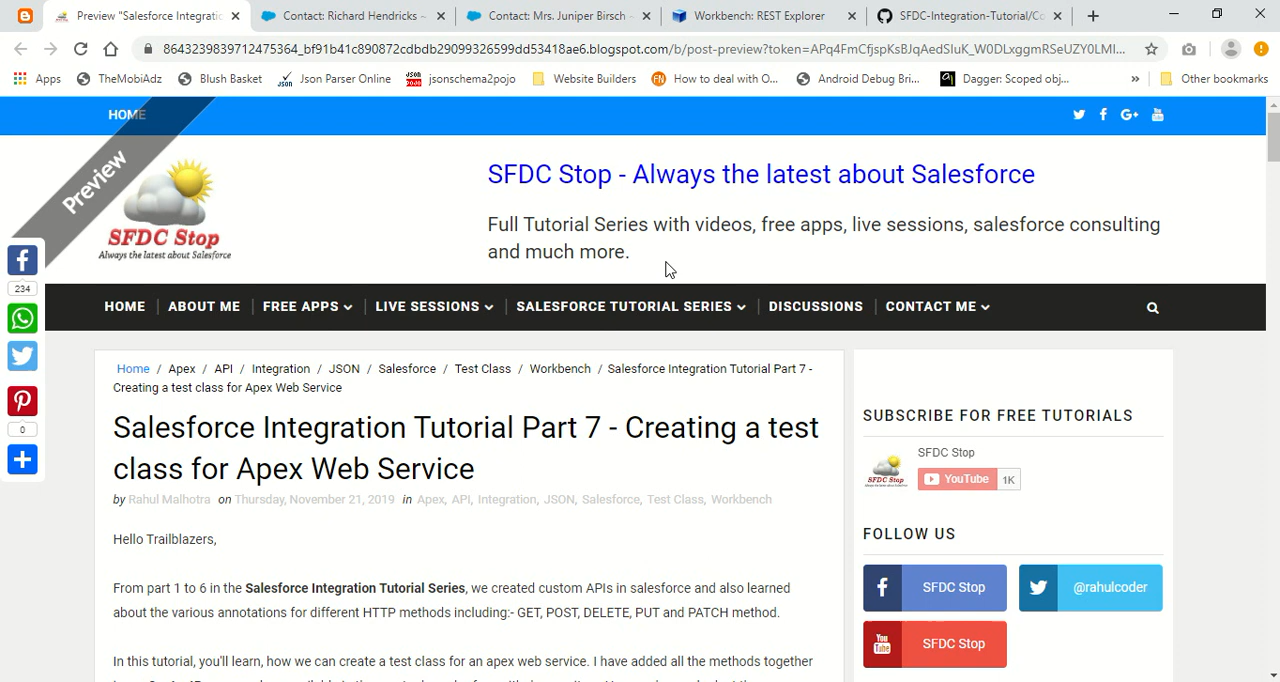 Preview "Salesforce Integratio
Contact: Richard Hendricks ~
Contact: Mrs. Juniper Birsch ~
Workbench: REST Explorer
SFDC-Integration-Tutorial/Co
8643239839712475364_bf91b41c890872cdbdb29099326599dd53418ae6.blogspot.com/b/post-preview?token=APq4FmCfjspKsBJqAedSIuK_W0DLxggmRSeUZY0LMI...
Apps
TheMobiAdz
Blush Basket
Json Parser Online
jsonschema2pojo
Website Builders
How to deal with O...
Android Debug Bri...
Dagger: Scoped obj...
»
Other bookmarks
HOME
Preview
SFDC Stop
Always the latest about Salesforce
SFDC Stop - Always the latest about Salesforce
Full Tutorial Series with videos, free apps, live sessions, salesforce consulting
and much more.
HOME
ABOUT ME
FREE APPS
LIVE SESSIONS
SALESFORCE TUTORIAL SERIES
DISCUSSIONS
CONTACT ME
234
0
Home / Apex / API / Integration / JSON / Salesforce / Test Class / Workbench / Salesforce Integration Tutorial Part 7 -
Creating a test class for Apex Web Service
Salesforce Integration Tutorial Part 7 - Creating a test
class for Apex Web Service
by Rahul Malhotra on Thursday, November 21, 2019 in Apex, API, Integration, JSON, Salesforce, Test Class, Workbench
Hello Trailblazers,
From part 1 to 6 in the Salesforce Integration Tutorial Series, we created custom APIs in salesforce and also learned
about the various annotations for different HTTP methods including:- GET, POST, DELETE, PUT and PATCH method.
In this tutorial, you'll learn, how we can create a test class for an apex web service. I have added all the methods together
SUBSCRIBE FOR FREE TUTORIALS
SFDC Stop
YouTube 1K
FOLLOW US
SFDC Stop
@rahulcoder
SFDC Stop